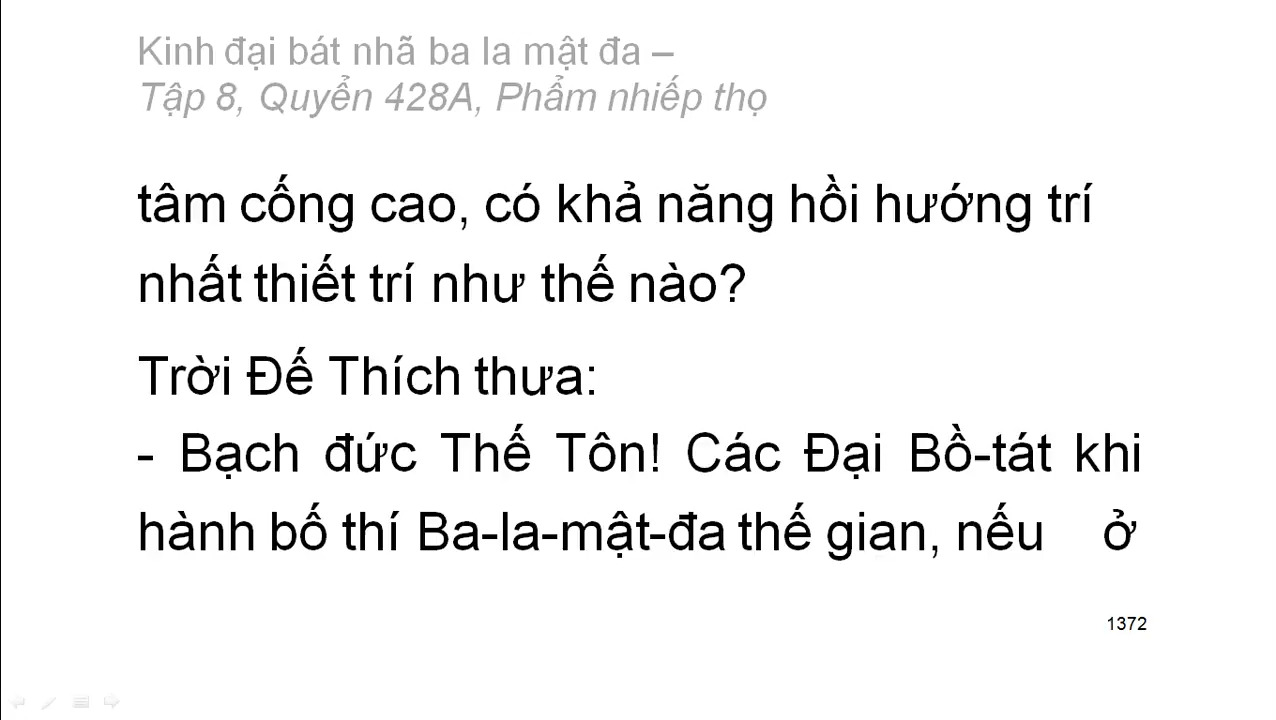 Kinh đại bát nhã ba la mật đa –
Tập 8, Quyển 428A, Phẩm nhiếp thọ
tâm cống cao, có khả năng hồi hướng trí
nhất thiết trí như thế nào?
Trời Đế Thích thưa:
- Bạch đức Thế Tôn! Các Đại Bồ-tát khi
hành bố thí Ba-la-mật-đa thế gian, nếu ở
1372